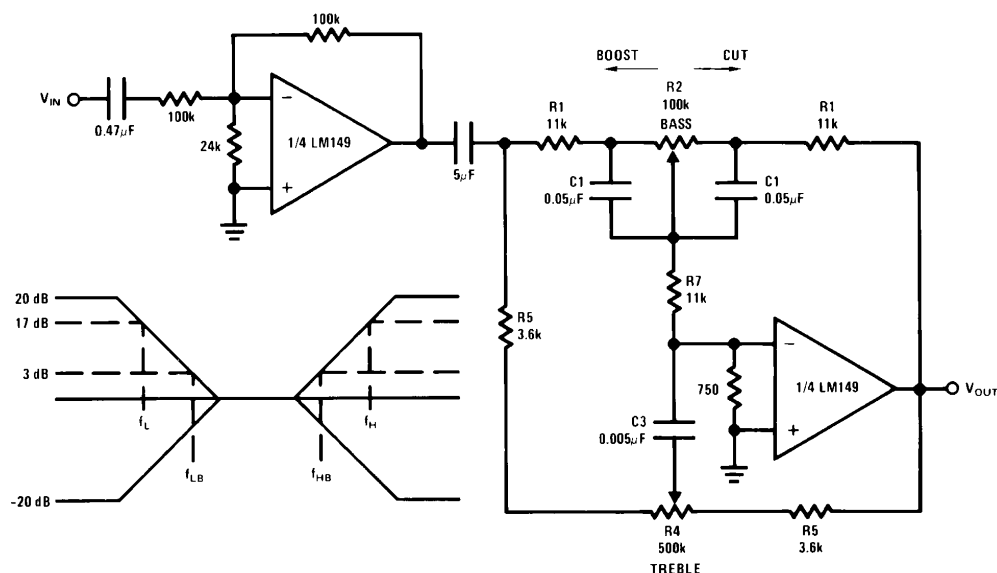 100k
BOOST
CUT
R2
100k
BASS
R1
11k
R1
11k
VIN
0.47μF
100k
24k
−
+
1/4 LM149
5μF
C1
0.05μF
C1
0.05μF
R7
11k
R5
3.6k
750
−
+
1/4 LM149
VOUT
C3
0.005μF
R4
500k
TREBLE
R5
3.6k
20 dB
17 dB
3 dB
-20 dB
fL
fLB
fHB
fH